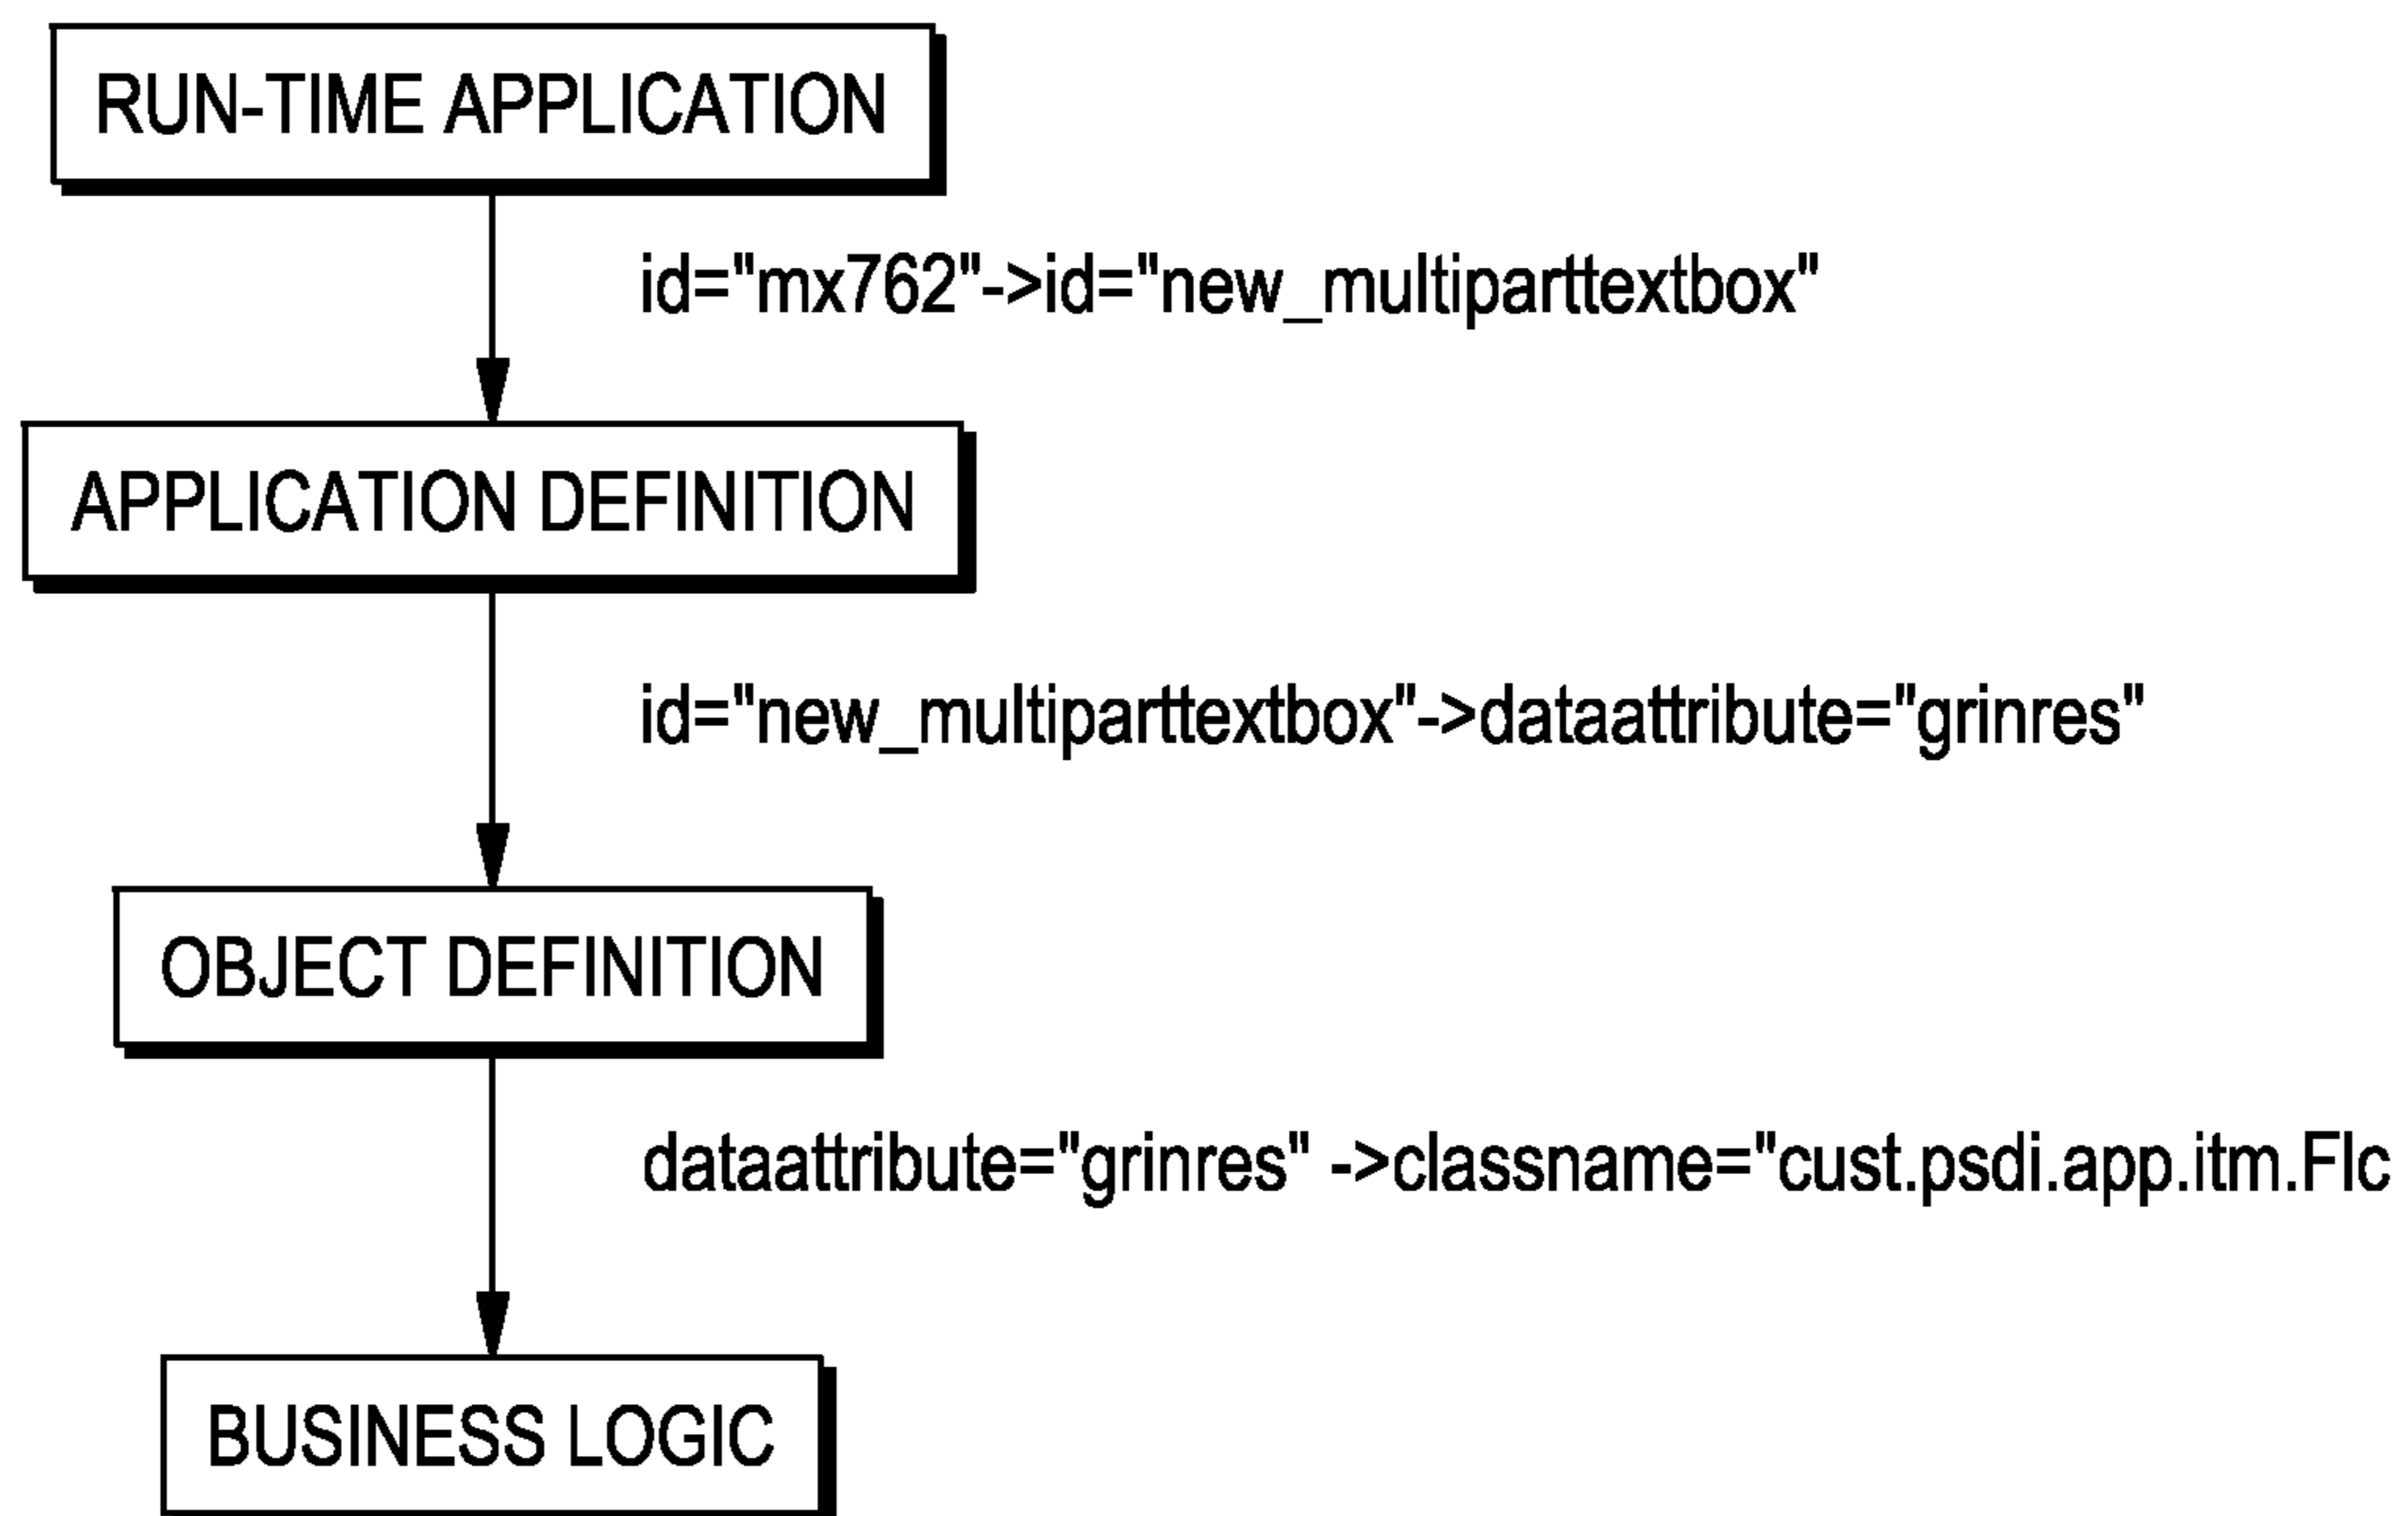 RUN-TIME APPLICATION
id="mx762"->id="new_multiparttextbox"
APPLICATION DEFINITION
id="new_multiparttextbox"->dataattribute="grinres"
OBJECT DEFINITION
dataattribute="grinres" ->classname="cust.psdi.app.itm.Flc
BUSINESS LOGIC